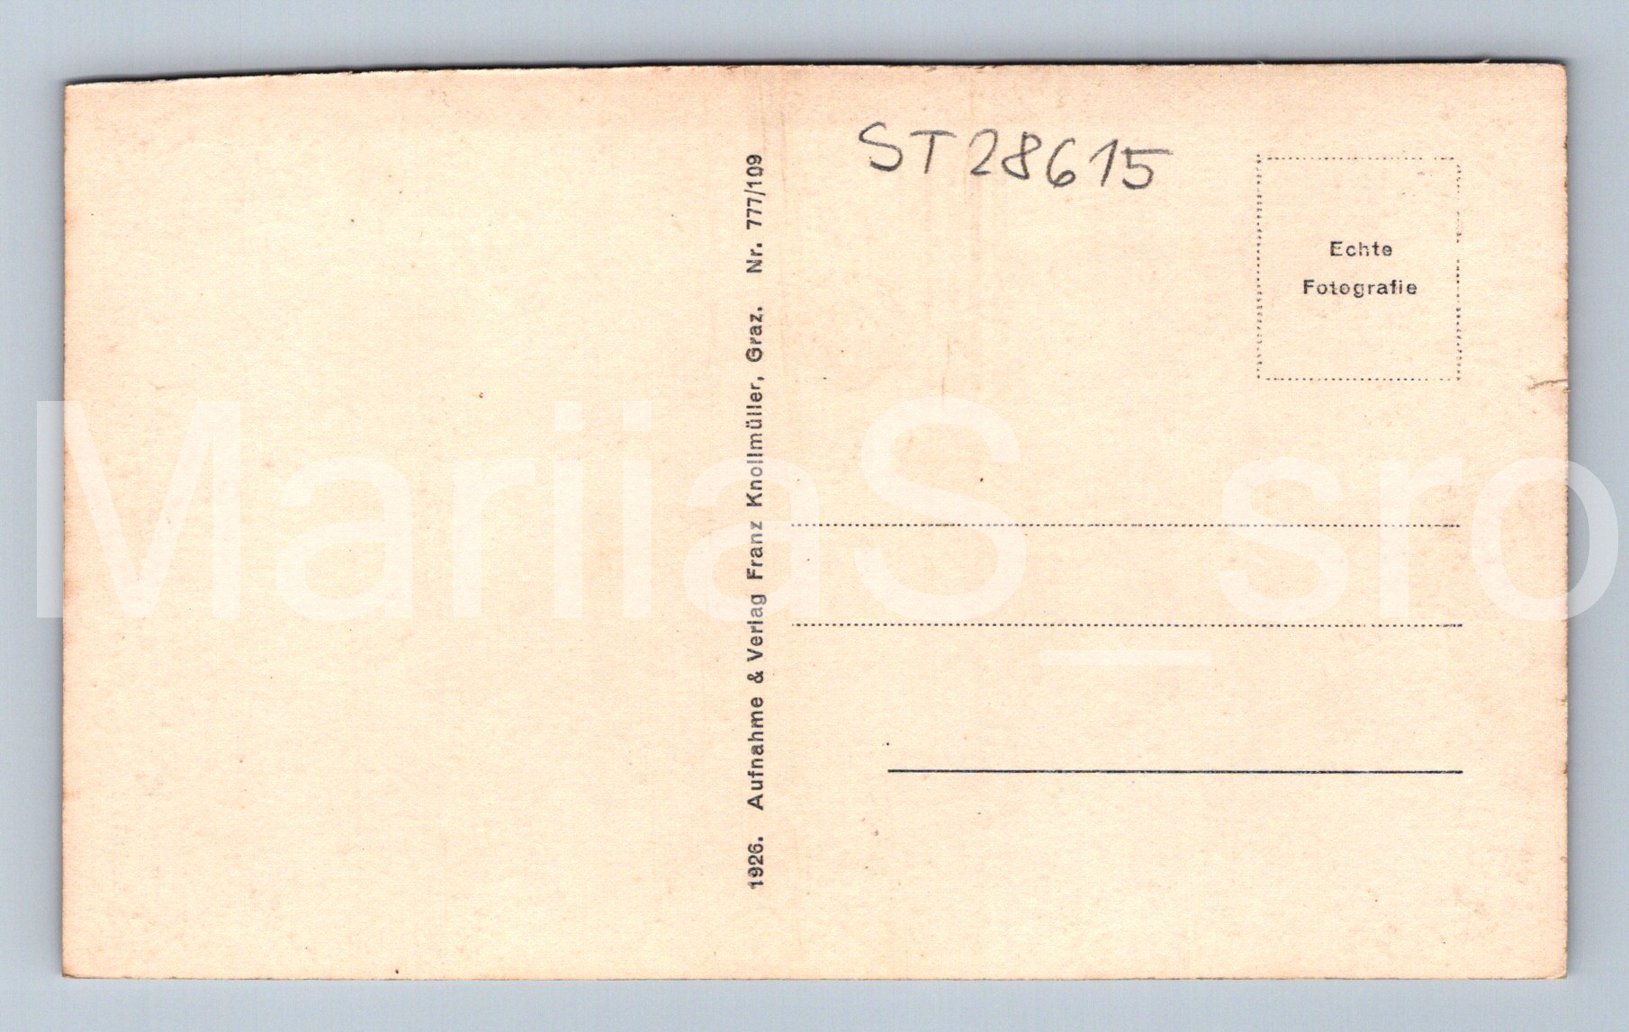 ST28615
Echte
Fotografie
1926. Aufnahme & Verlag Franz Knollmüller, Graz. Nr. 777/109
MariiaS_sro